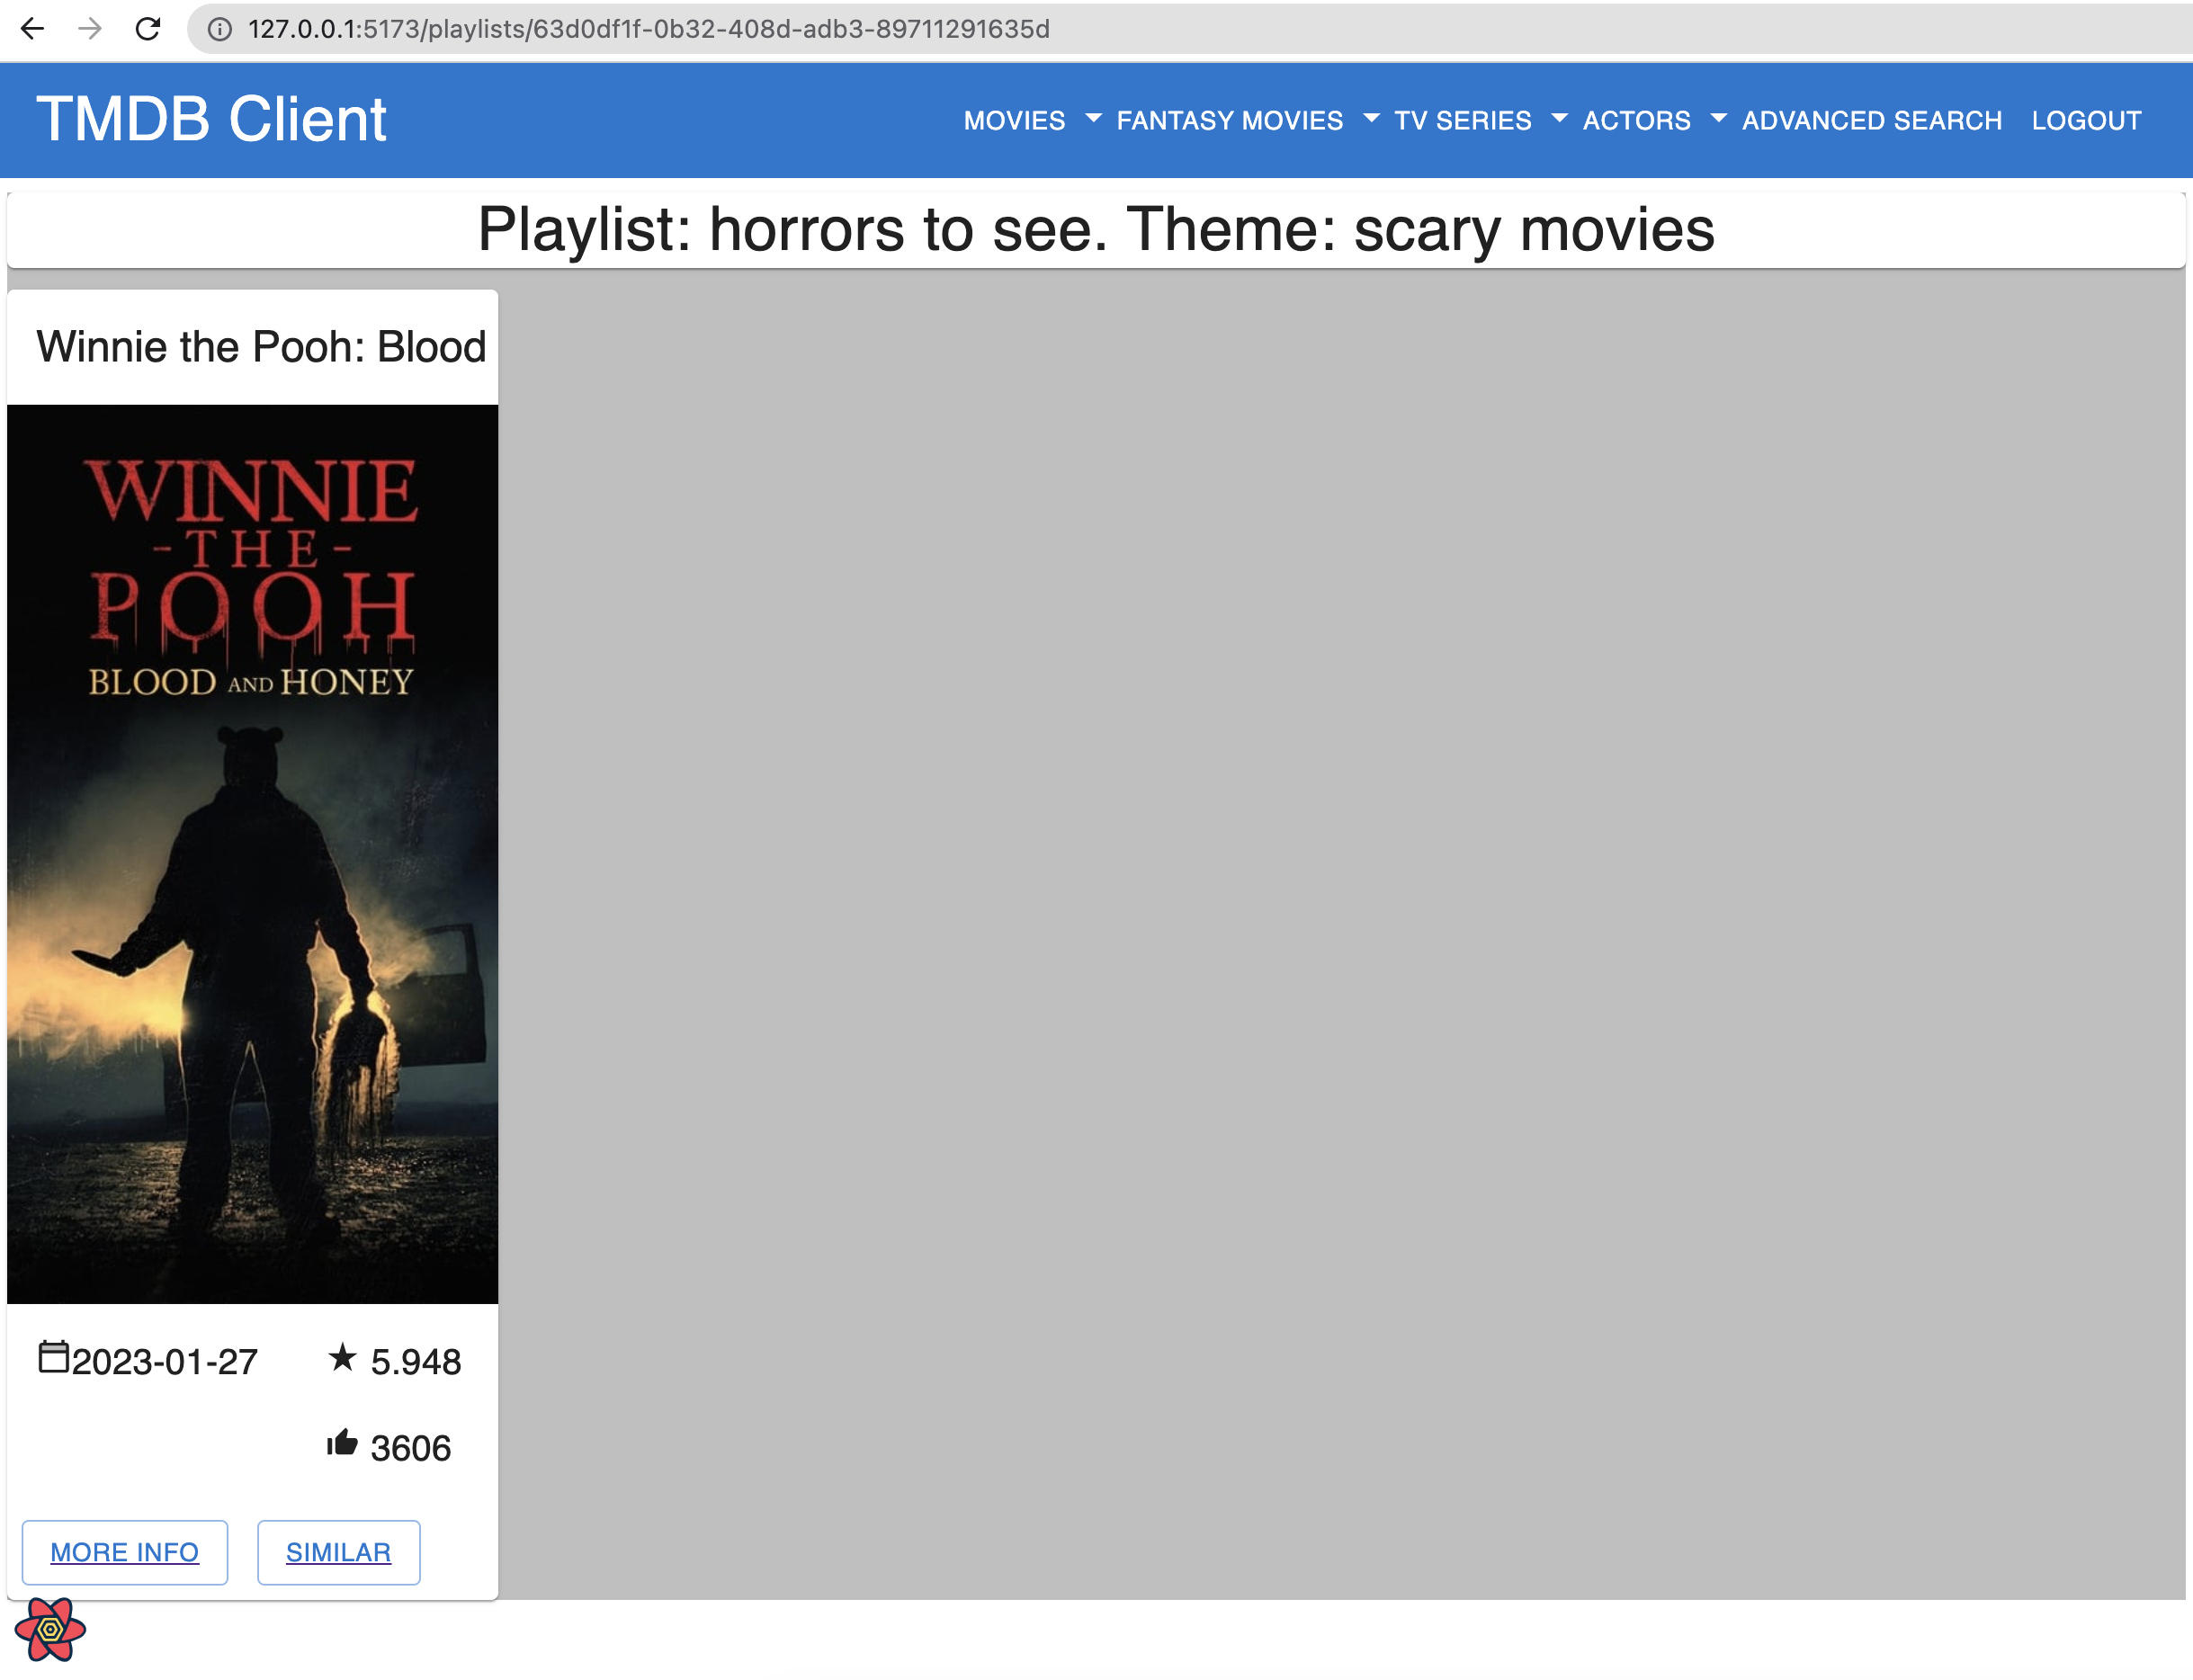 127.0.0.1:5173/playlists/63d0df1f-0b32-408d-adb3-89711291635d
TMDB Client
MOVIES FANTASY MOVIES TV SERIES ACTORS ADVANCED SEARCH LOGOUT
Playlist: horrors to see. Theme: scary movies
Winnie the Pooh: Blood
WINNIE
-THE-
POOH
BLOOD AND HONEY
2023-01-27 5.948
3606
MORE INFO SIMILAR